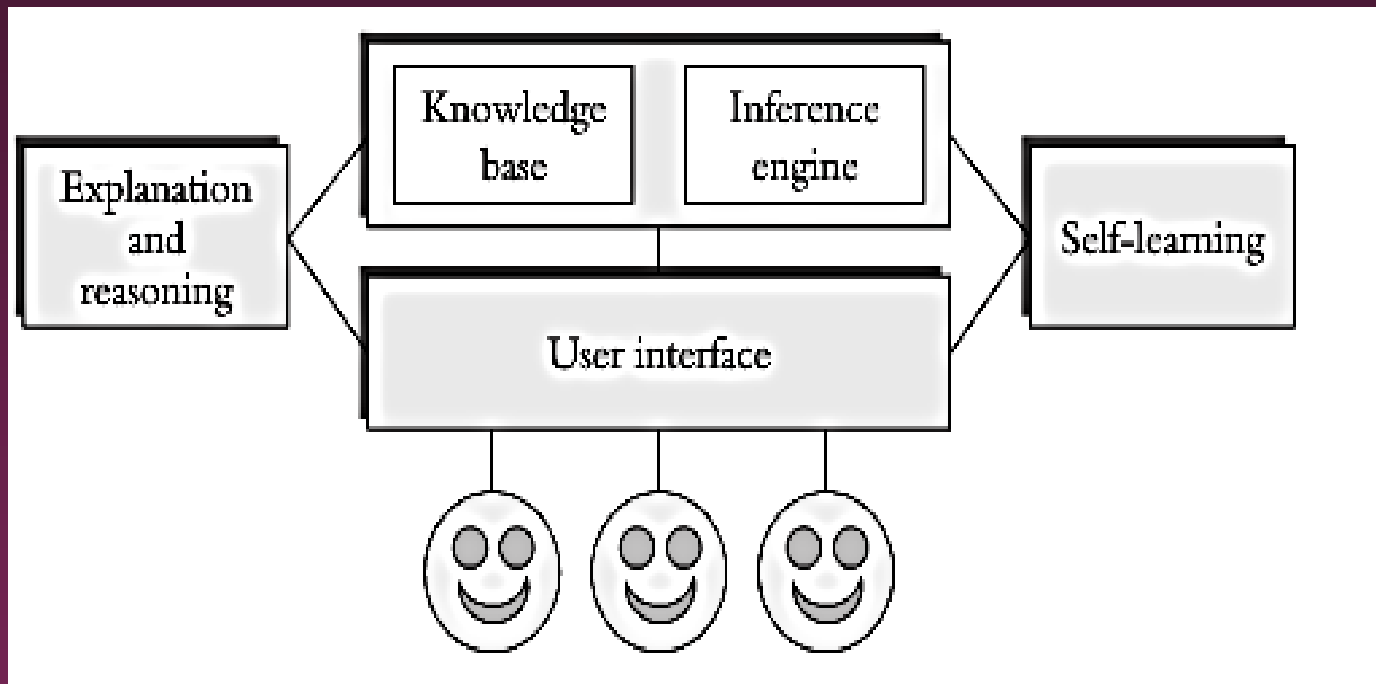 Knowledge
base
Inference
engine
Explanation
and
reasoning
Self-learning
User interface